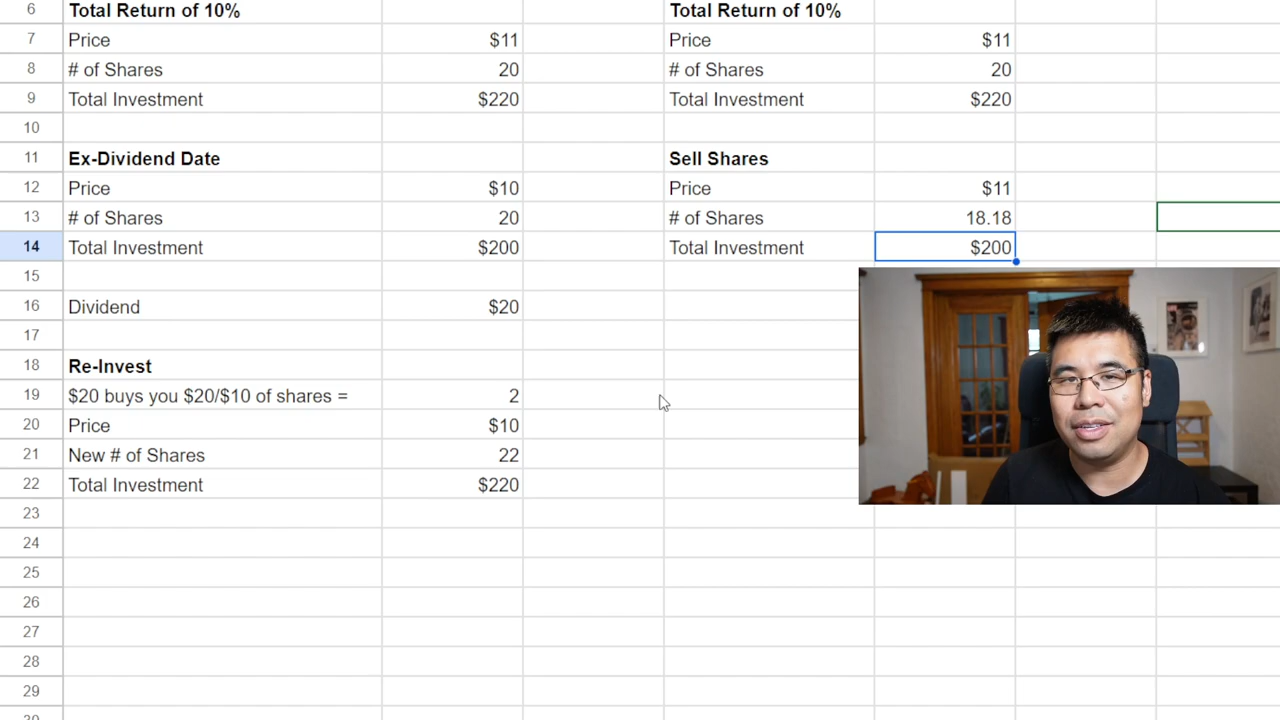 6 Total Return of 10% Total Return of 10%
7 Price $11 Price $11
8 # of Shares 20 # of Shares 20
9 Total Investment $220 Total Investment $220
10
11 Ex-Dividend Date Sell Shares
12 Price $10 Price $11
13 # of Shares 20 # of Shares 18.18
14 Total Investment $200 Total Investment $200
15
16 Dividend $20
17
18 Re-Invest
19 $20 buys you $20/$10 of shares = 2
20 Price $10
21 New # of Shares 22
22 Total Investment $220
23
24
25
26
27
28
29